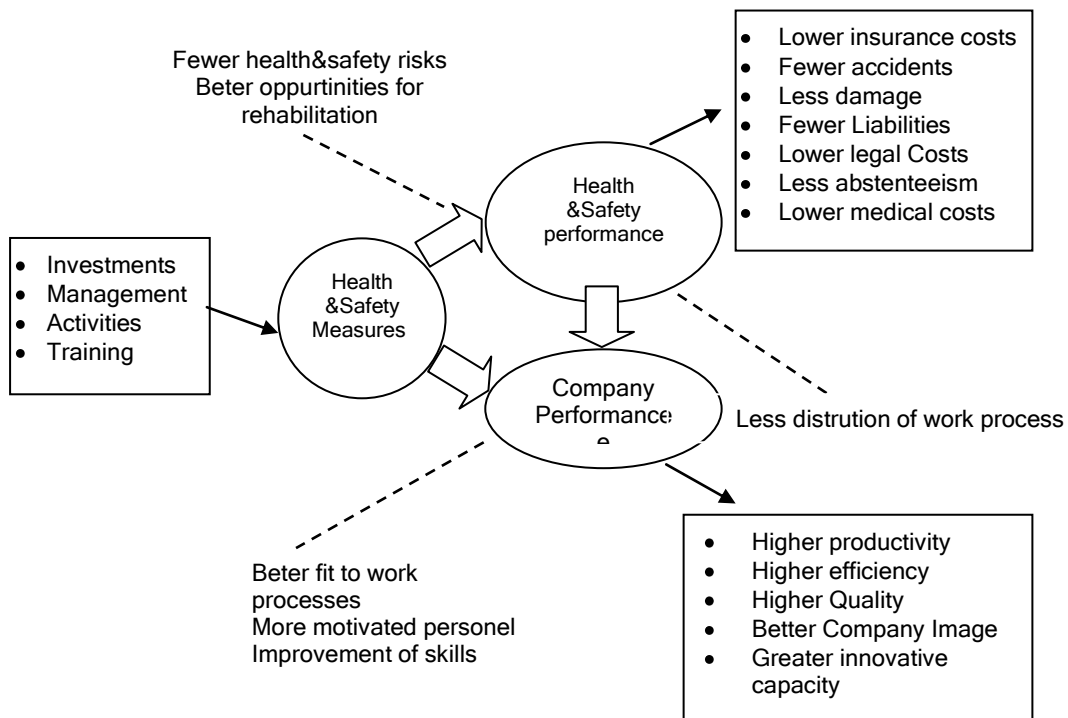 Fewer health&safety risks
Beter oppurtinities for
rehabilitation
• Lower insurance costs
• Fewer accidents
• Less damage
• Fewer Liabilities
• Lower legal Costs
• Less abstenteeism
• Lower medical costs
Health
&Safety
performance
• Investments
• Management
• Activities
• Training
Health
&Safety
Measures
Company
Performance
e
Less distrution of work process
Beter fit to work
processes
More motivated personel
Improvement of skills
• Higher productivity
• Higher efficiency
• Higher Quality
• Better Company Image
• Greater innovative
capacity